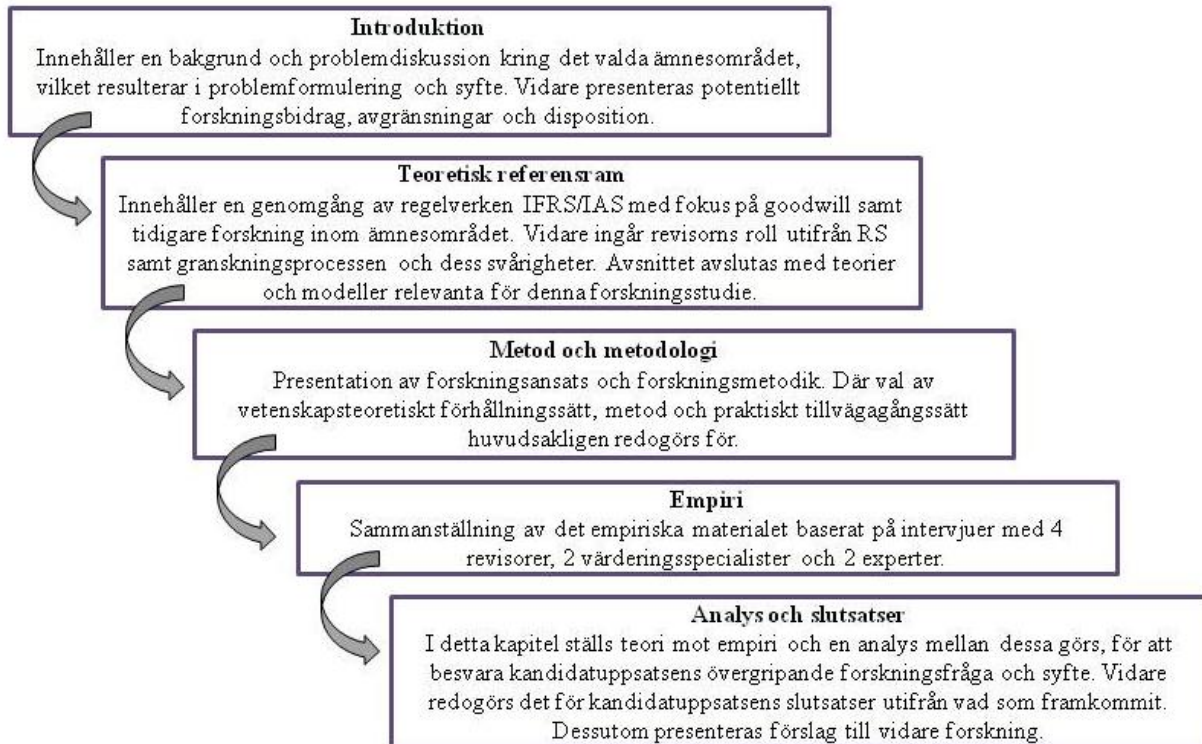 Introduktion
Innehåller en bakgrund och problemdiskussion kring det valda ämnesområdet,
vilket resulterar i problemformulering och syfte. Vidare presenteras potentiellt
forskningsbidrag, avgränsningar och disposition.
Teoretisk referensram
Innehåller en genomgång av regelverken IFRS/IAS med fokus på goodwill samt
tidigare forskning inom ämnesområdet. Vidare ingår revisorns roll utifrån RS
samt granskningsprocessen och dess svårigheter. Avsnittet avslutas med teorier
och modeller relevanta för denna forskningsstudie.
Metod och metodologi
Presentation av forskningsansats och forskningsmetodik. Där val av
vetenskapsteoretiskt förhållningssätt, metod och praktiskt tillvägagångssätt
huvudsakligen redogörs för.
Empiri
Sammanställning av det empiriska materialet baserat på intervjuer med 4
revisorer, 2 värderingsspecialister och 2 experter.
Analys och slutsatser
I detta kapitel ställs teori mot empiri och en analys mellan dessa görs, för att
besvara kandidatuppsatsens övergripande forskningsfråga och syfte. Vidare
redogörs det för kandidatuppsatsens slutsatser utifrån vad som framkommit.
Dessutom presenteras förslag till vidare forskning.